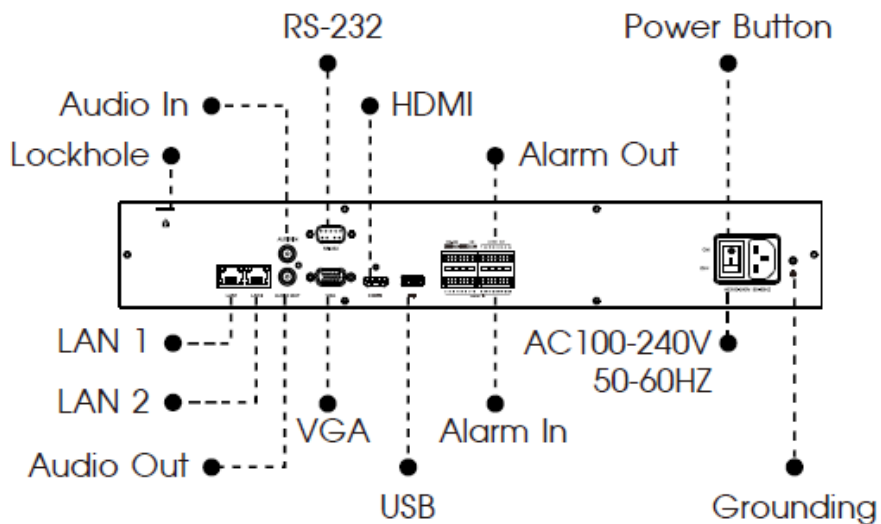 RS-232
Power Button
Audio In
HDMI
Lockhole
Alarm Out
LAN 1
AC100-240V
50-60HZ
LAN 2
VGA
Alarm In
Audio Out
USB
Grounding